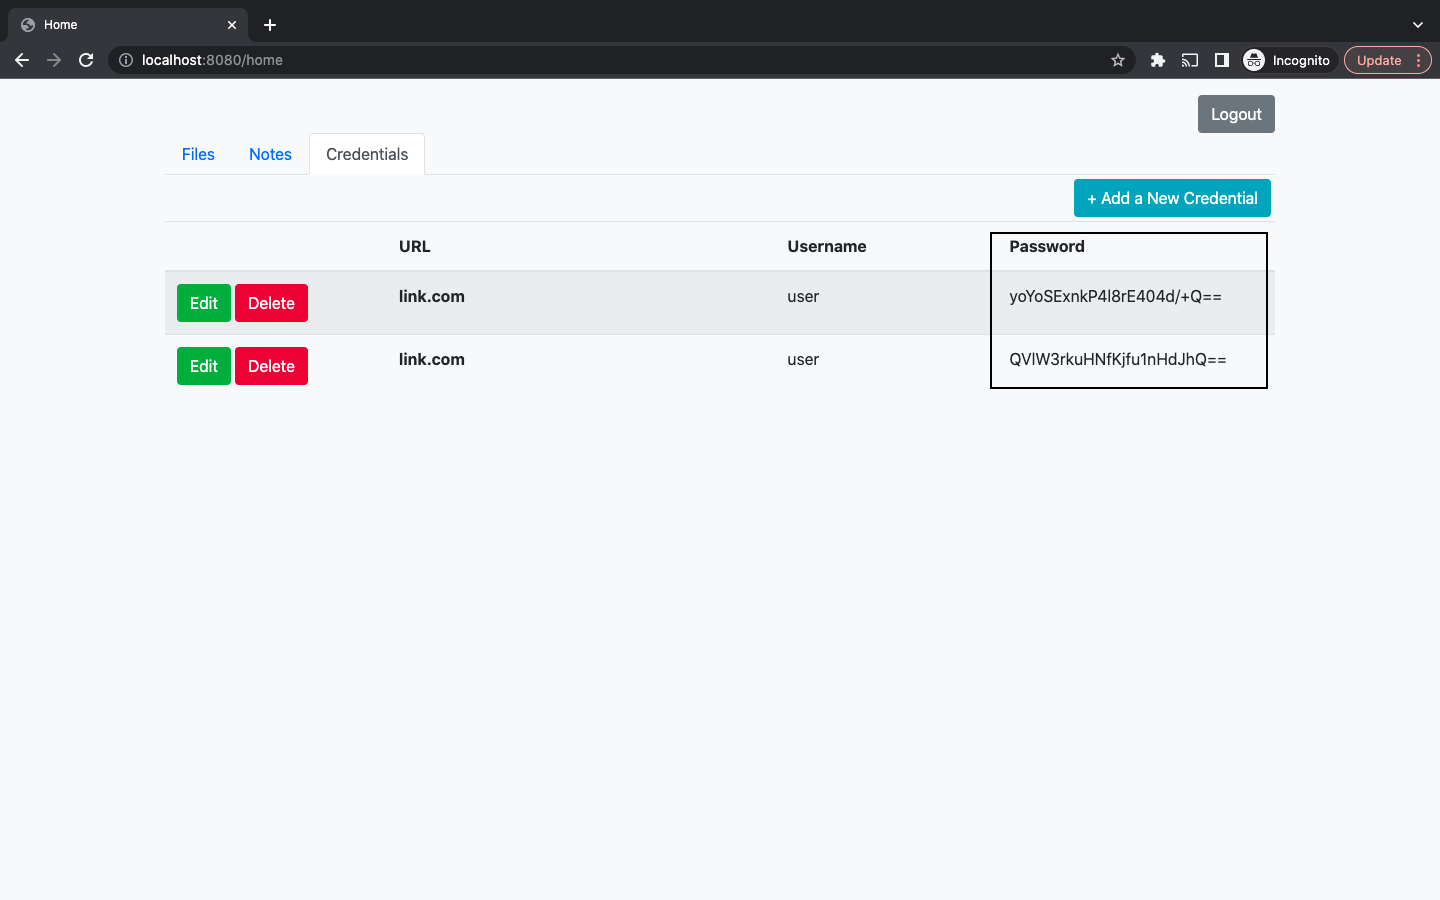 Home
localhost:8080/home
Incognito
Update
Logout
Files Notes Credentials
+ Add a New Credential
URL Username Password
Edit Delete link.com user yoYoSExnkP4l8rE404d/+Q==
Edit Delete link.com user QVlW3rkuHNfKjfu1nHdJhQ==